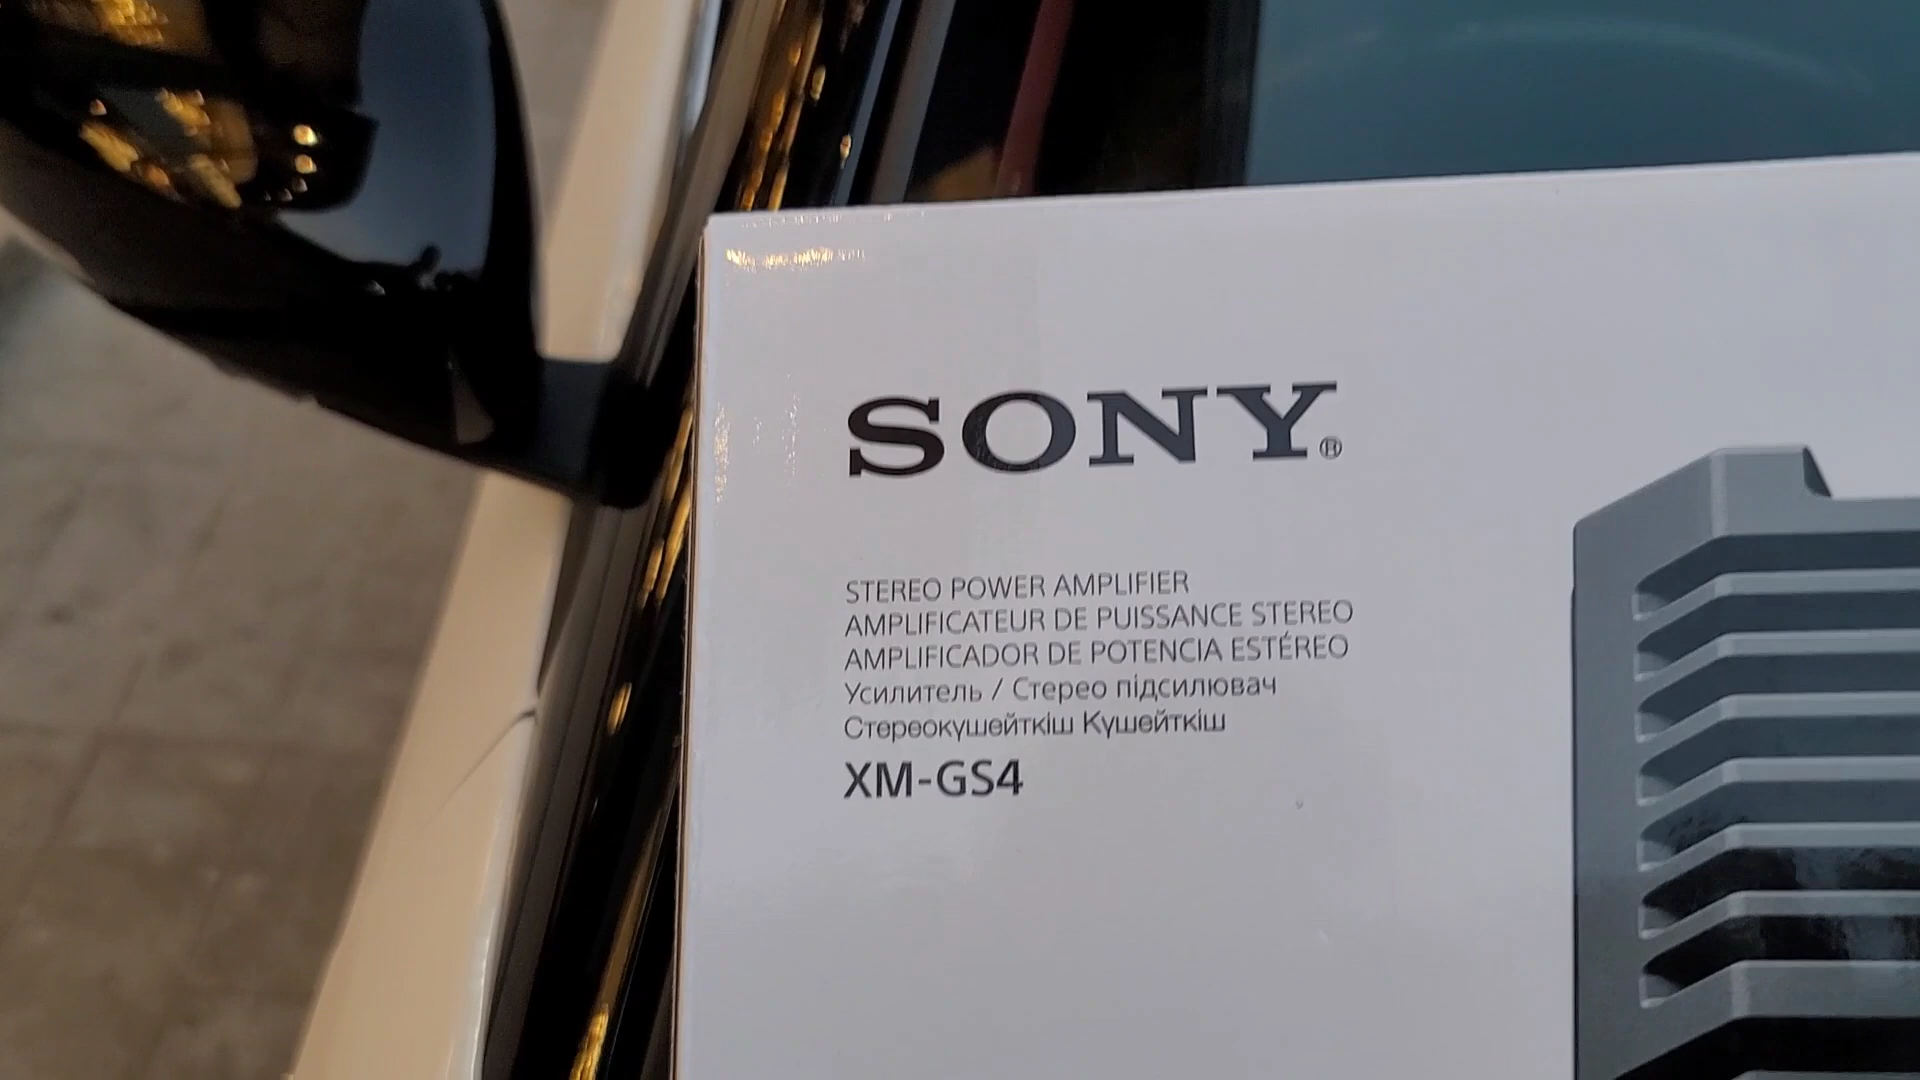 SONY®
STEREO POWER AMPLIFIER
AMPLIFICATEUR DE PUISSANCE STEREO
AMPLIFICADOR DE POTENCIA ESTÉREO
Усилитель / Стерео підсилювач
Стереокүшейткіш Күшейткіш
XM-GS4